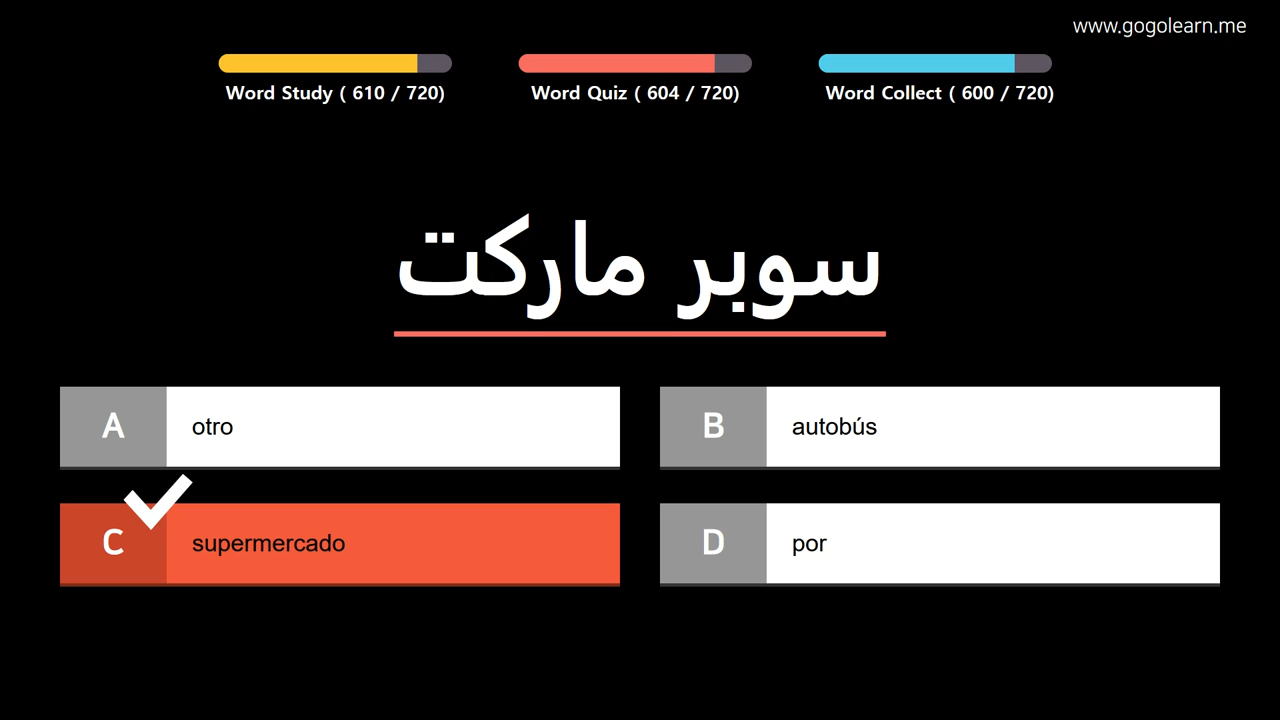 www.gogolearn.me
Word Study ( 610 / 720)
Word Quiz ( 604 / 720)
Word Collect ( 600 / 720)
سوبر ماركت
A otro
B autobús
C supermercado
D por